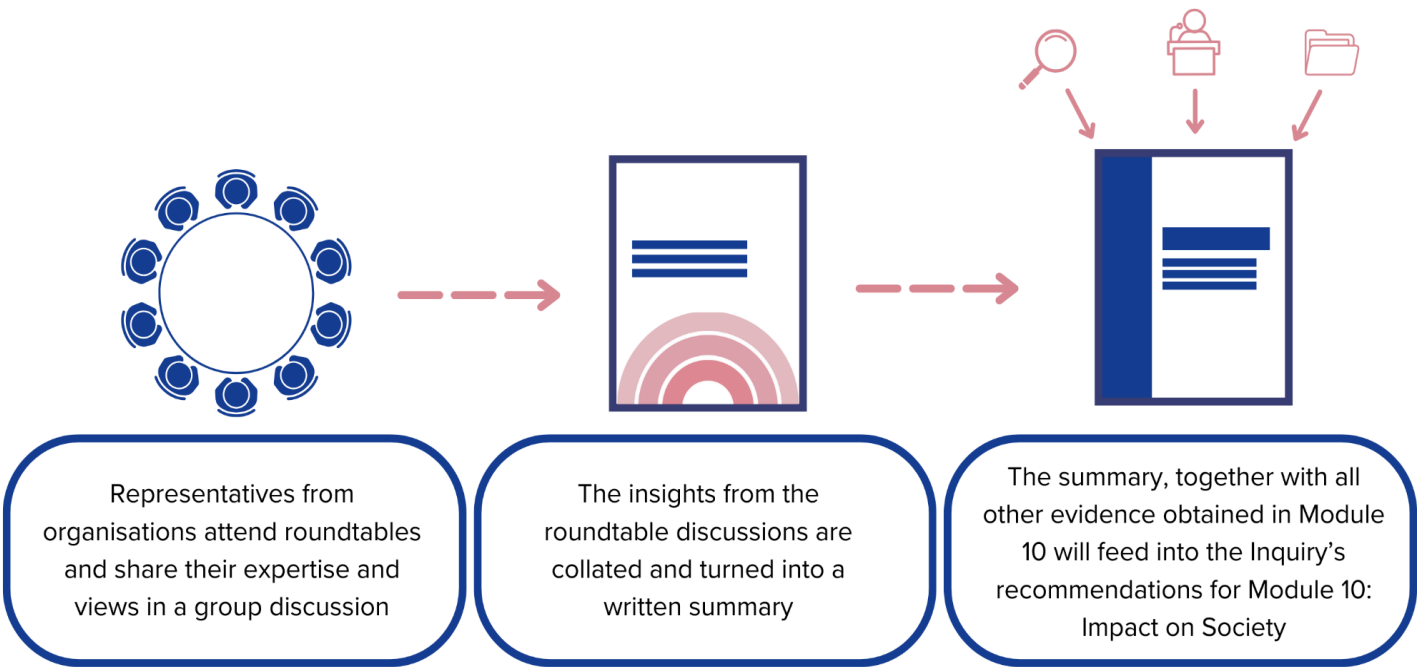 Representatives from
organisations attend roundtables
and share their expertise and
views in a group discussion
The insights from the
roundtable discussions are
collated and turned into a
written summary
The summary, together with all
other evidence obtained in Module
10 will feed into the Inquiry’s
recommendations for Module 10:
Impact on Society